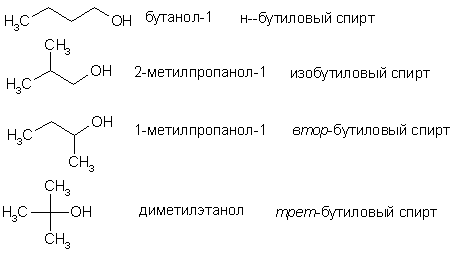 H₃C OH бутанол-1 н--бутиловый спирт
CH₃
H₃C OH 2-метилпропанол-1 изобутиловый спирт
H₃C OH 1-метилпропанол-1 втор-бутиловый спирт
CH₃
CH₃
H₃C OH диметилэтанол трет-бутиловый спирт
CH₃